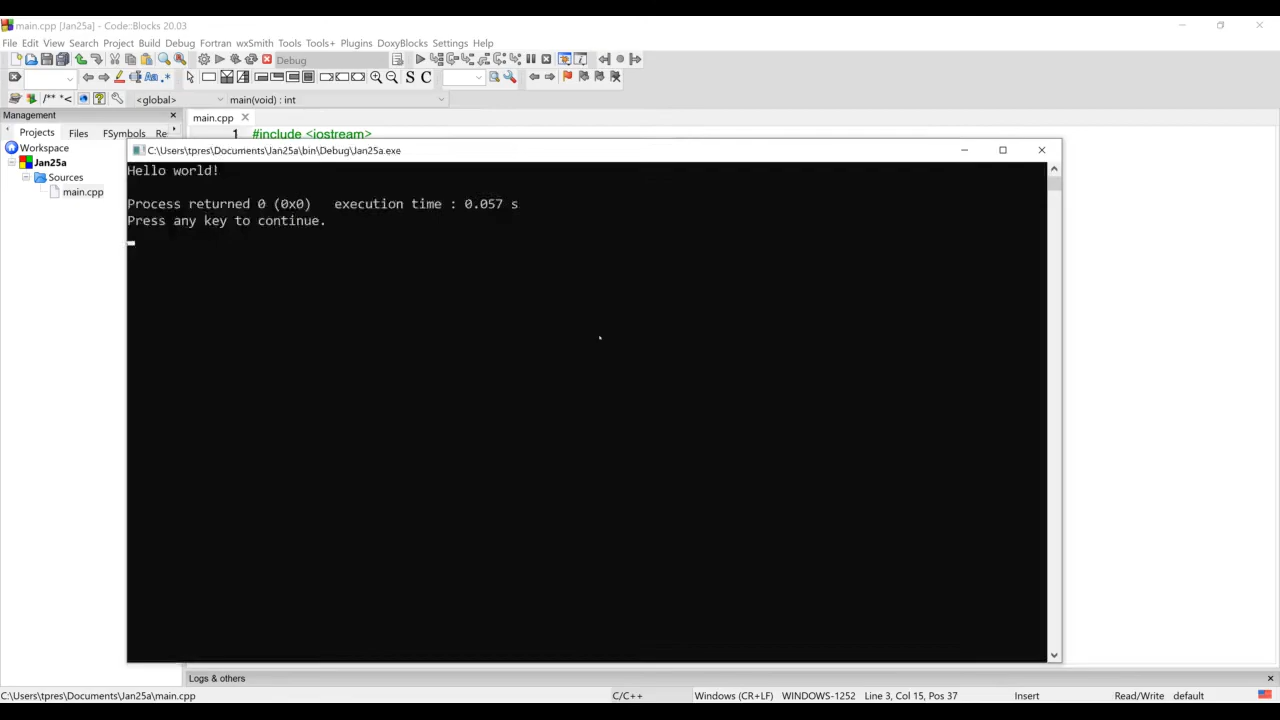 main.cpp [Jan25a] - Code::Blocks 20.03
File Edit View Search Project Build Debug Fortran wxSmith Tools Tools+ Plugins DoxyBlocks Settings Help
Debug
S C
Aa .*
/** *< <global> main(void) : int
Management
main.cpp
Projects Files FSymbols Re
1 #include <iostream>
Workspace
Jan25a
Sources
main.cpp
C:\Users\tpres\Documents\Jan25a\bin\Debug\Jan25a.exe
Hello world!
Process returned 0 (0x0) execution time : 0.057 s
Press any key to continue.
Logs & others
C:\Users\tpres\Documents\Jan25a\main.cpp C/C++ Windows (CR+LF) WINDOWS-1252 Line 3, Col 15, Pos 37 Insert Read/Write default